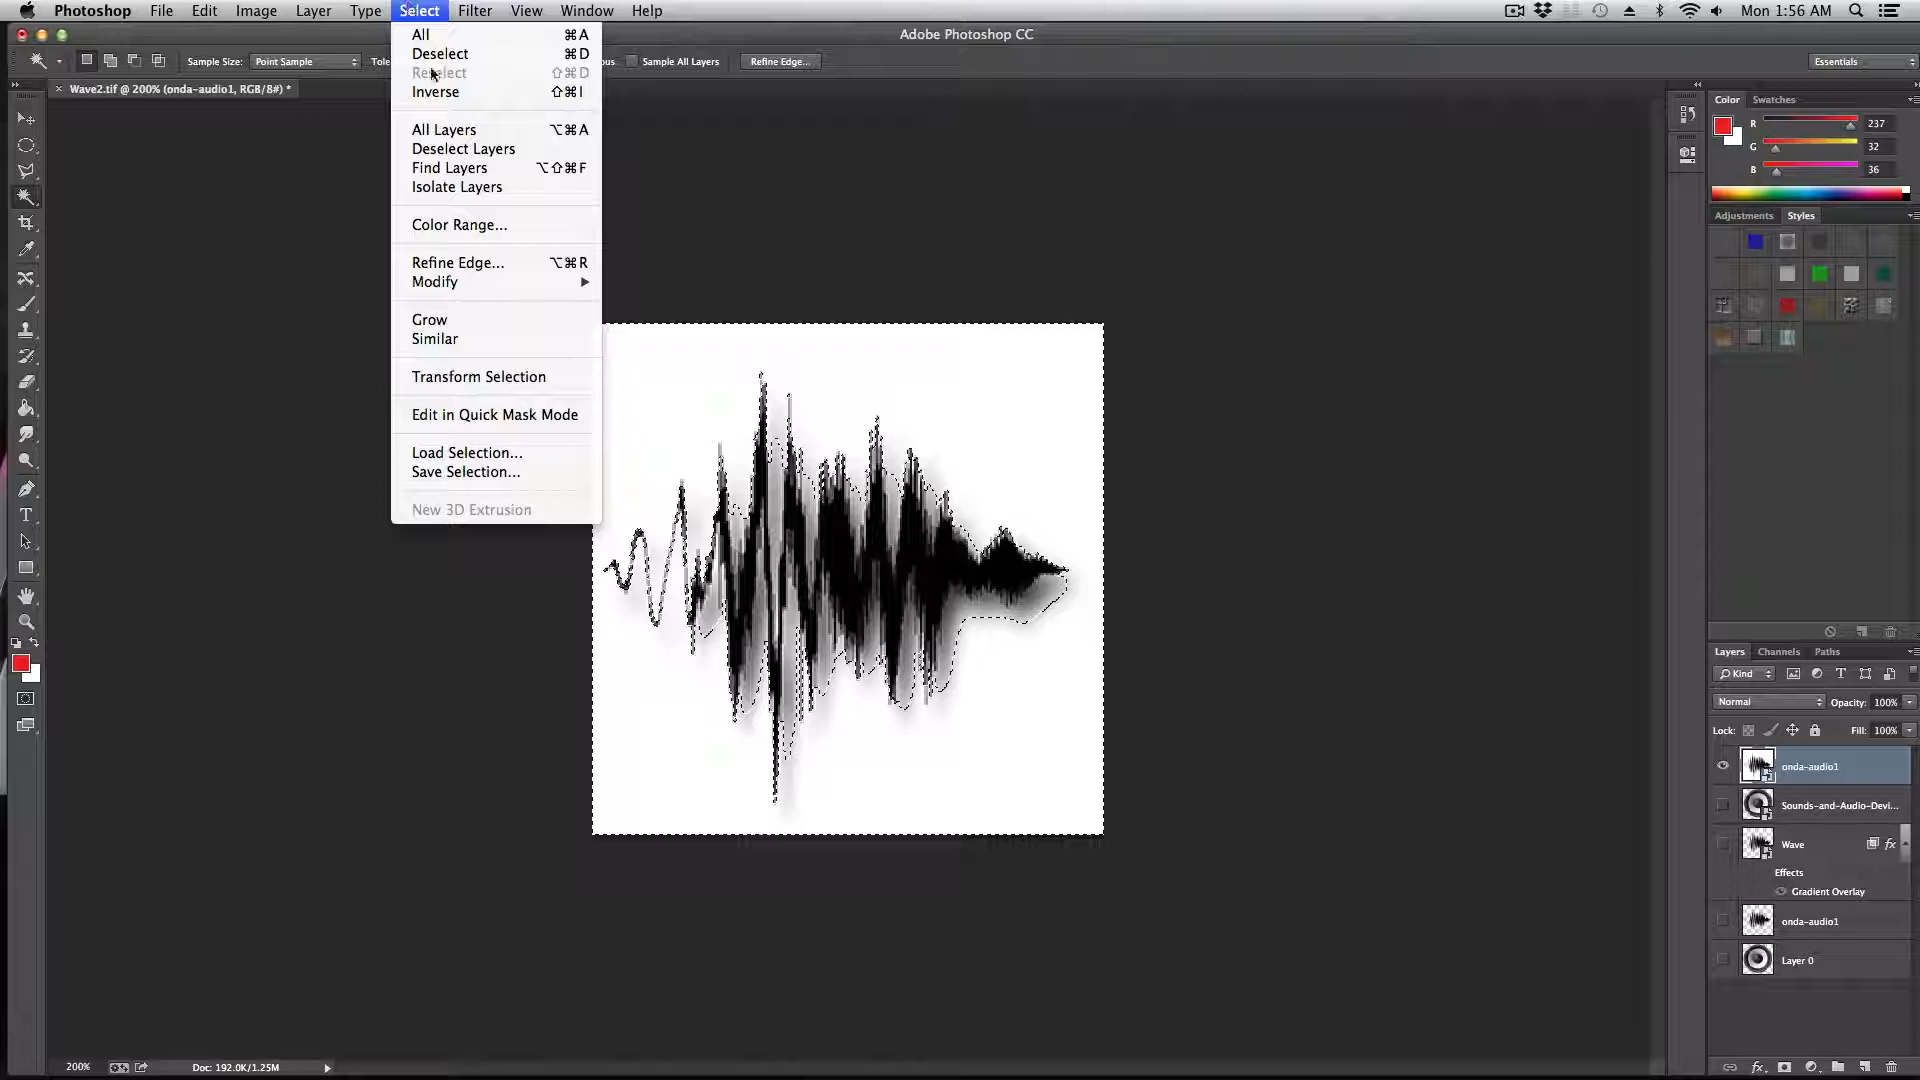 Photoshop File Edit Image Layer Type Select Filter View Window Help Mon 1:56 AM
Adobe Photoshop CC
Sample Size: Point Sample Tole ous Sample All Layers Refine Edge... Essentials
× Wave2.tif @ 200% (onda-audio1, RGB/8#) *
All ⌘A
Deselect ⌘D
Reselect ⇧⌘D
Inverse ⇧⌘I
All Layers ⌥⌘A
Deselect Layers
Find Layers ⌥⇧⌘F
Isolate Layers
Color Range...
Refine Edge... ⌥⌘R
Modify
Grow
Similar
Transform Selection
Edit in Quick Mask Mode
Load Selection...
Save Selection...
New 3D Extrusion
Color Swatches
R 237
G 32
B 36
Adjustments Styles
Layers Channels Paths
Kind T
Normal Opacity: 100%
Lock: Fill: 100%
onda-audio1
Sounds-and-Audio-Devi...
Wave fx
Effects
Gradient Overlay
onda-audio1
Layer 0
T
200% Doc: 192.0K/1.25M
fx